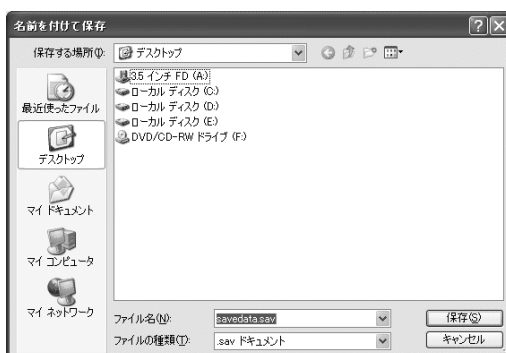 名前を付けて保存
保存する場所(I):
デスクトップ
最近使ったファイル
デスクトップ
マイ ドキュメント
マイ コンピュータ
マイ ネットワーク
3.5 インチ FD (A:)
ローカル ディスク (C:)
ローカル ディスク (D:)
ローカル ディスク (E:)
DVD/CD-RW ドライブ (F:)
ファイル名(N):
savedata.sav
保存(S)
ファイルの種類(T):
.sav ドキュメント
キャンセル